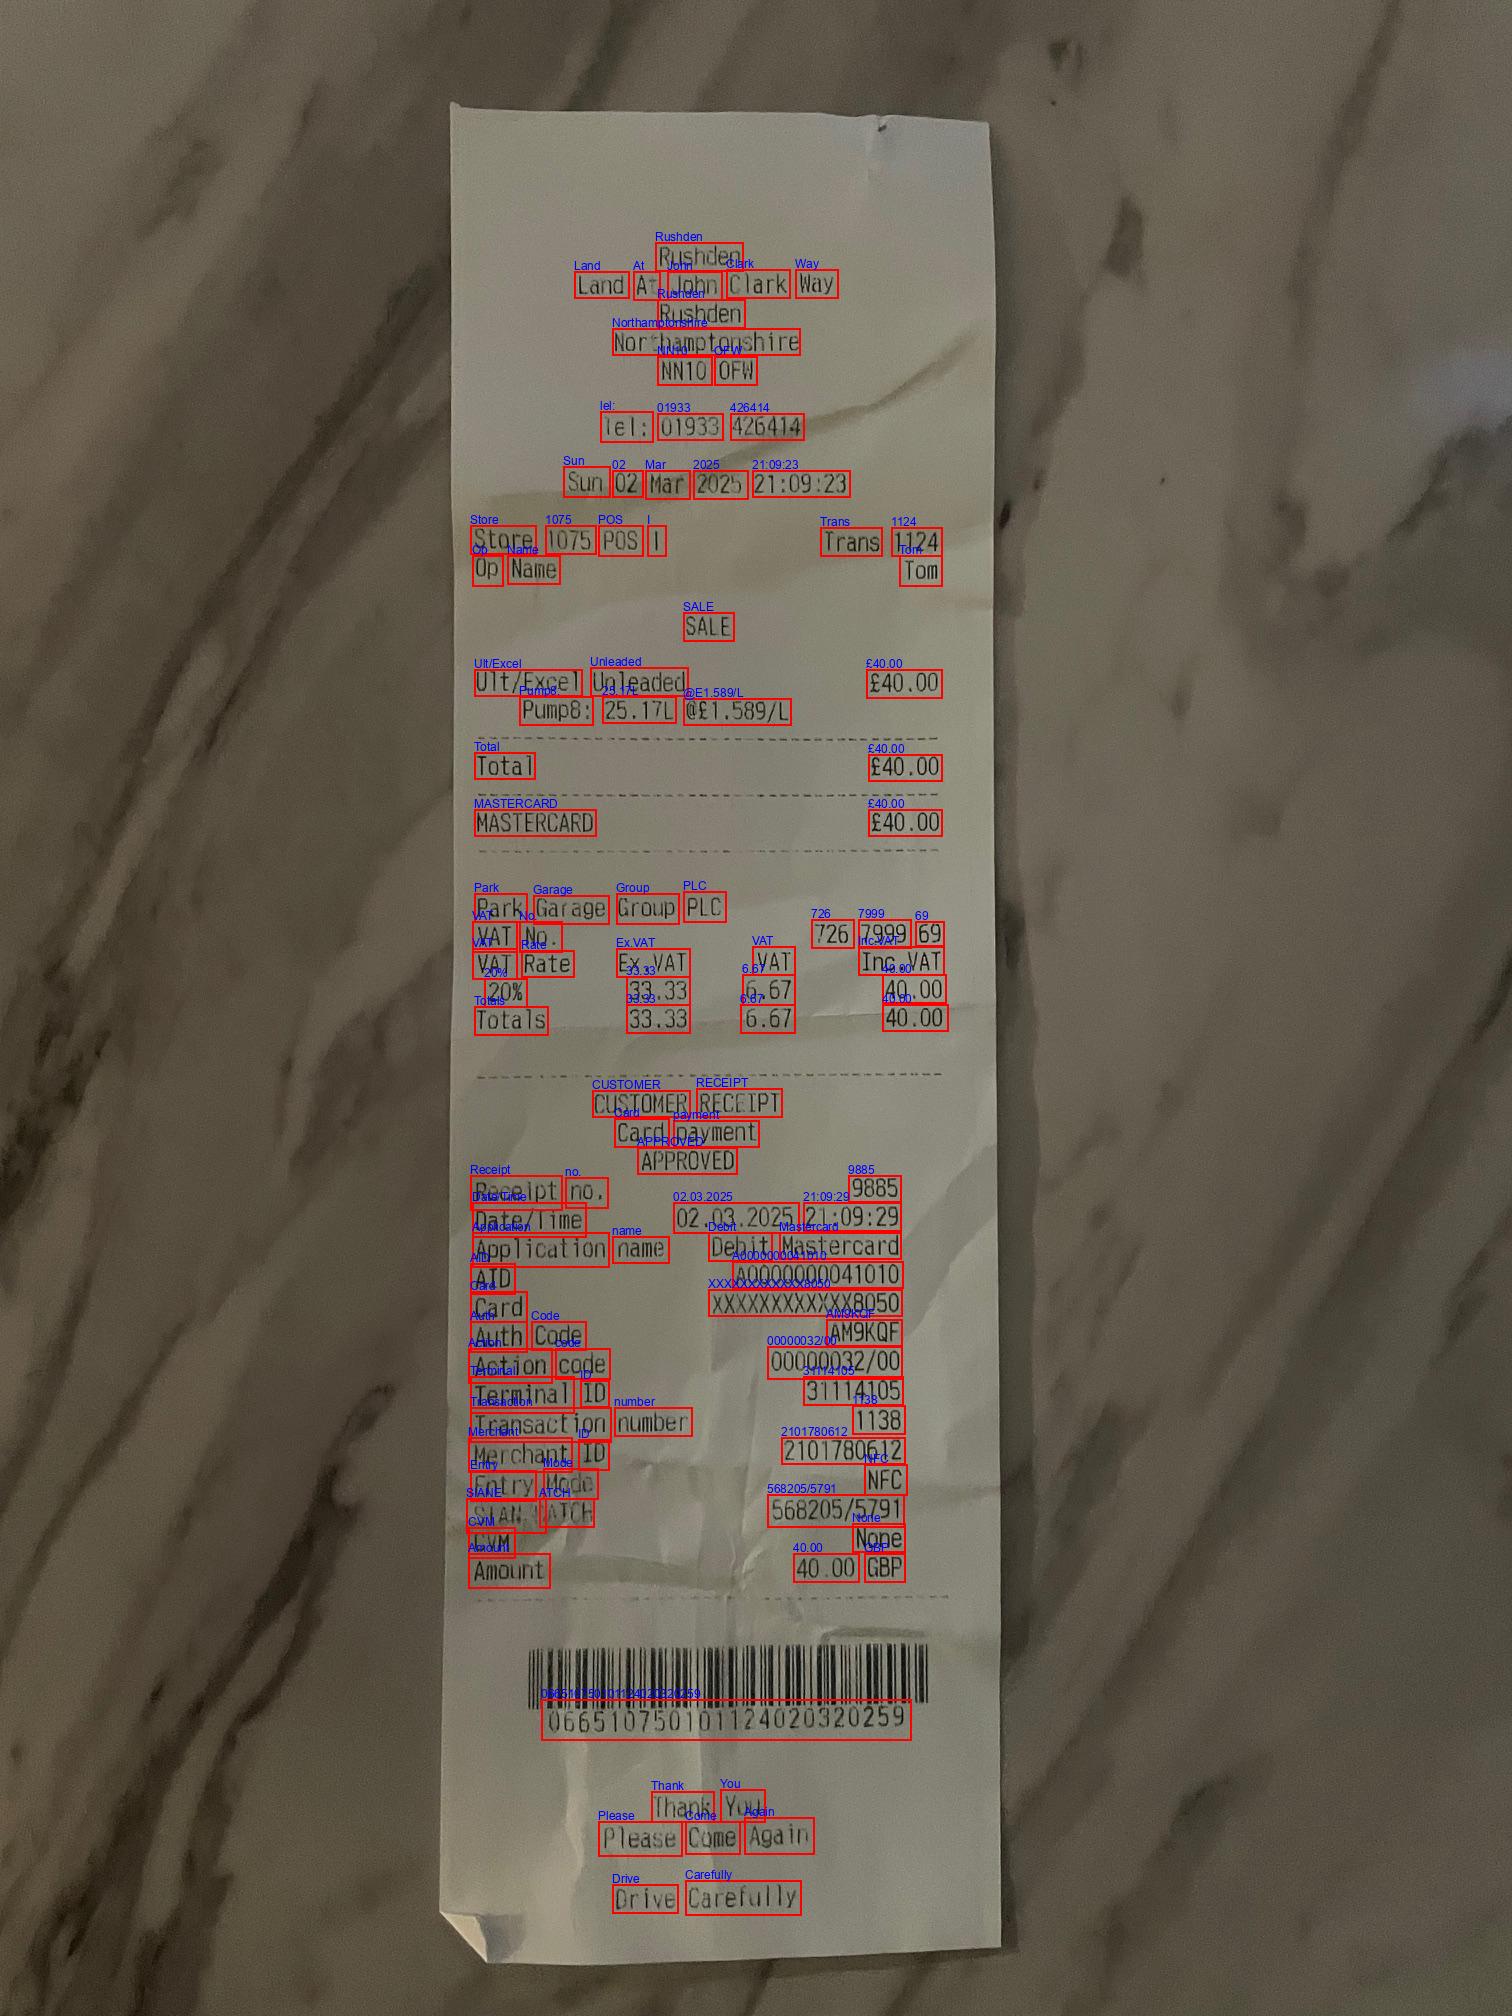 Rushden
Land At John Clark Way
Rushden
Northamptonshire
NN10 0FW
Tel: 01933 426414
Sun 02 Mar 2025 21:09:23
Store 1075 POS 1 Trans 1124
Op Name Tom
SALE
Ult/Excel Unleaded £40.00
Pump8: 25.17L @£1.589/L
Total £40.00
MASTERCARD £40.00
Park Garage Group PLC
VAT No. 726 7999 69
VAT Rate Ex.VAT VAT Inc.VAT
20% 33.33 6.67 40.00
Totals 33.33 6.67 40.00
CUSTOMER RECEIPT
Card payment
APPROVED
Receipt no. 9885
Date/Time 02.03.2025 21:09:29
Application name Debit Mastercard
AID A0000000041010
Card XXXXXXXXXXXX8050
Auth Code AM9KQF
Action code 00000032/00
Terminal ID 31114105
Transaction number 1138
Merchant ID 2101780612
Entry Mode NFC
568205/5791
CVM None
Amount 40.00 GBP
06651075010112402032025​9
Thank You
Please Come Again
Drive Carefully